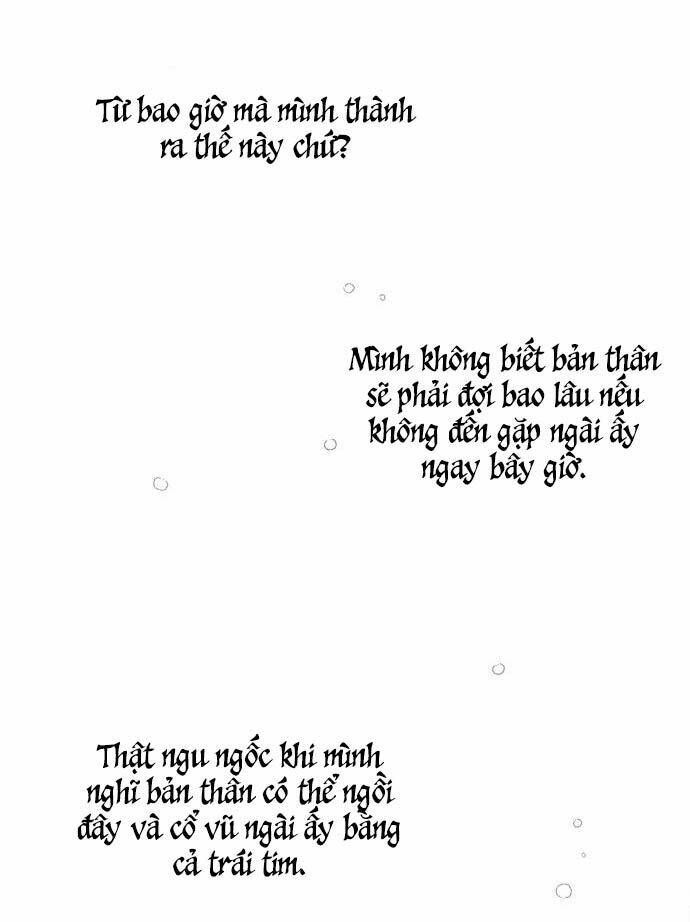 Từ bao giờ mà mình thành
ra thế này chứ?
Mình không biết bản thân
sẽ phải đợi bao lâu nếu
không đến gặp ngài ấy
ngay bây giờ.
Thật ngu ngốc khi mình
nghĩ bản thân có thể ngồi
đây và cổ vũ ngài ấy bằng
cả trái tim.